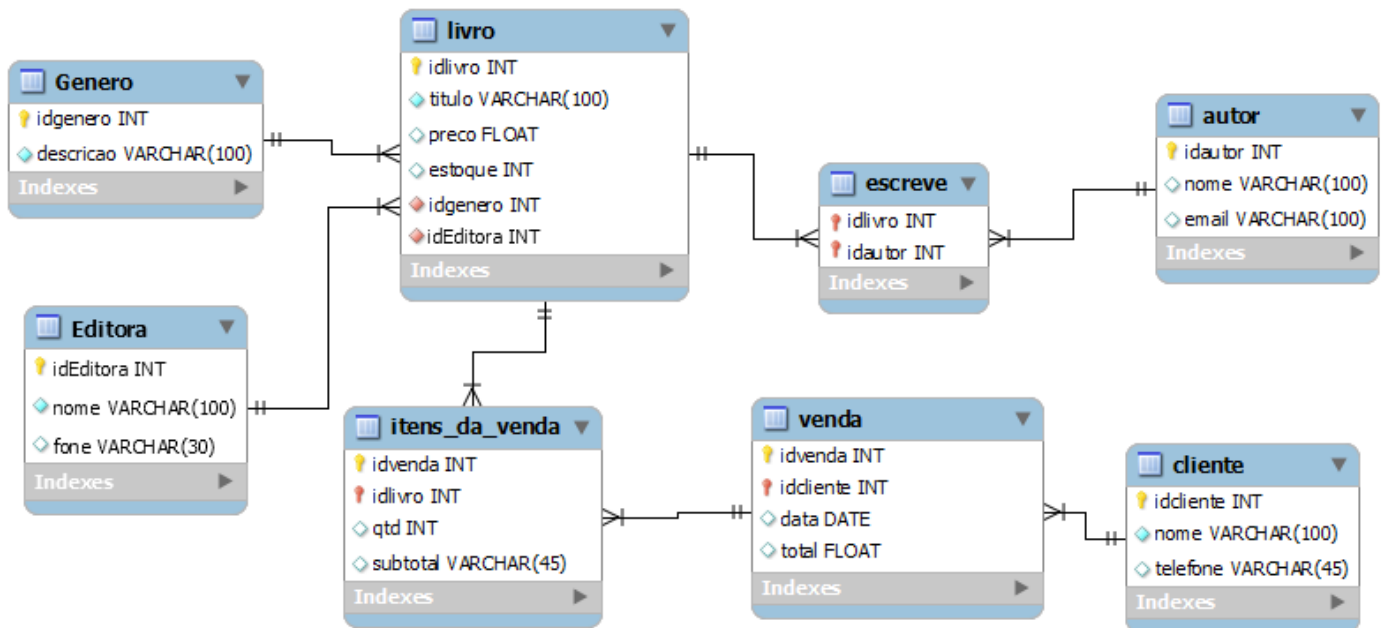 Genero
idgenero INT
descricao VARCHAR(100)
Indexes
livro
idlivro INT
titulo VARCHAR(100)
preco FLOAT
estoque INT
idgenero INT
idEditora INT
Indexes
escreve
idlivro INT
idautor INT
Indexes
autor
idautor INT
nome VARCHAR(100)
email VARCHAR(100)
Indexes
Editora
idEditora INT
nome VARCHAR(100)
fone VARCHAR(30)
Indexes
itens_da_venda
idvenda INT
idlivro INT
qtd INT
subtotal VARCHAR(45)
Indexes
venda
idvenda INT
idcliente INT
data DATE
total FLOAT
Indexes
cliente
idcliente INT
nome VARCHAR(100)
telefone VARCHAR(45)
Indexes